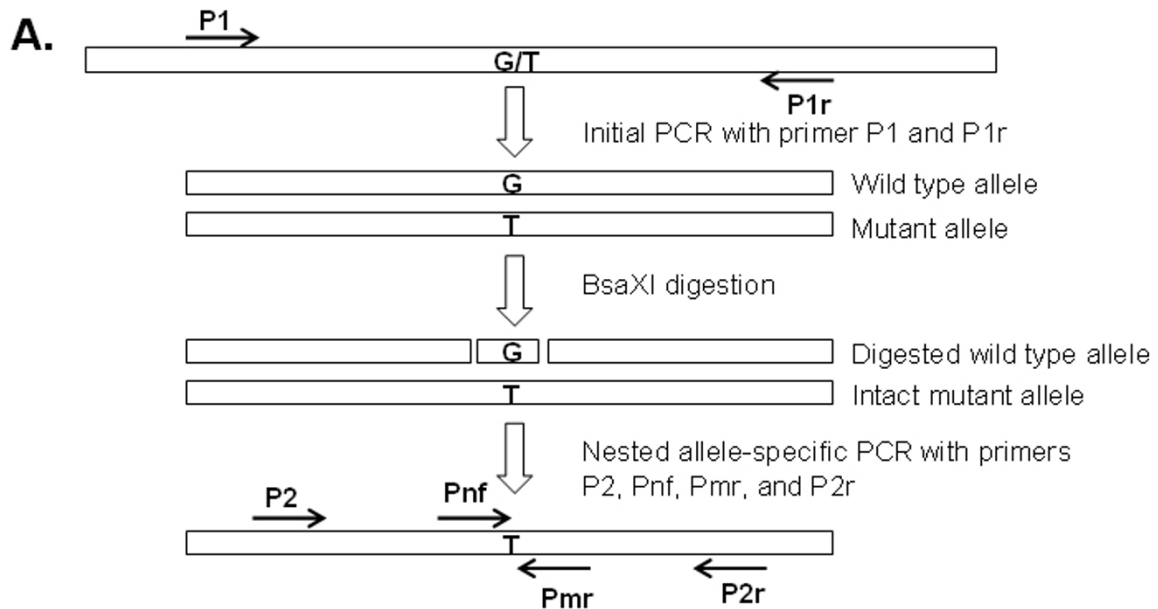 A.
P1
G/T
P1r
Initial PCR with primer P1 and P1r
G
Wild type allele
T
Mutant allele
BsaXI digestion
G
Digested wild type allele
T
Intact mutant allele
Nested allele-specific PCR with primers
P2, Pnf, Pmr, and P2r
P2
Pnf
T
Pmr
P2r